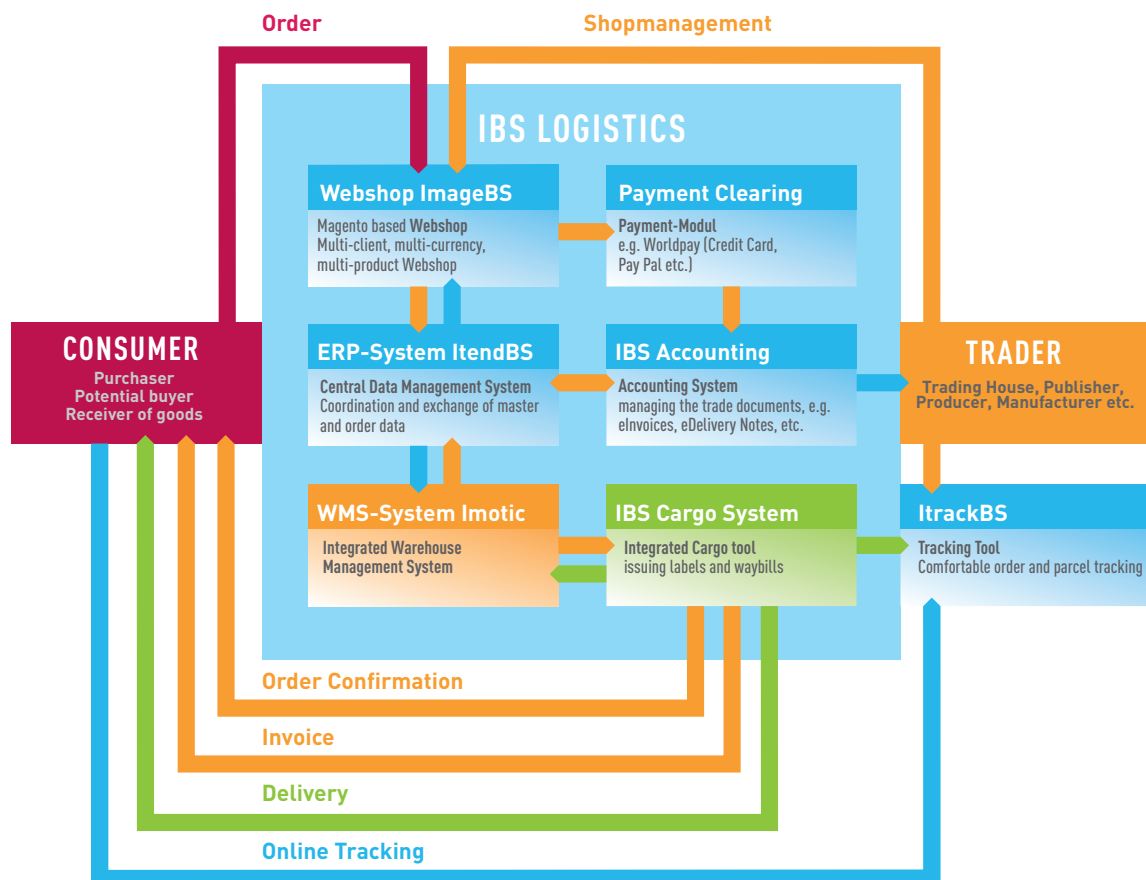 Order
Shopmanagement
IBS LOGISTICS
Webshop ImageBS
Magento based Webshop
Multi-client, multi-currency,
multi-product Webshop
Payment Clearing
Payment-Modul
e.g. Worldpay (Credit Card,
Pay Pal etc.)
CONSUMER
Purchaser
Potential buyer
Receiver of goods
ERP-System ItendBS
Central Data Management System
Coordination and exchange of master
and order data
IBS Accounting
Accounting System
managing the trade documents, e.g.
eInvoices, eDelivery Notes, etc.
TRADER
Trading House, Publisher,
Producer, Manufacturer etc.
WMS-System Imotic
Integrated Warehouse
Management System
IBS Cargo System
Integrated Cargo tool
issuing labels and waybills
ItrackBS
Tracking Tool
Comfortable order and parcel tracking
Order Confirmation
Invoice
Delivery
Online Tracking